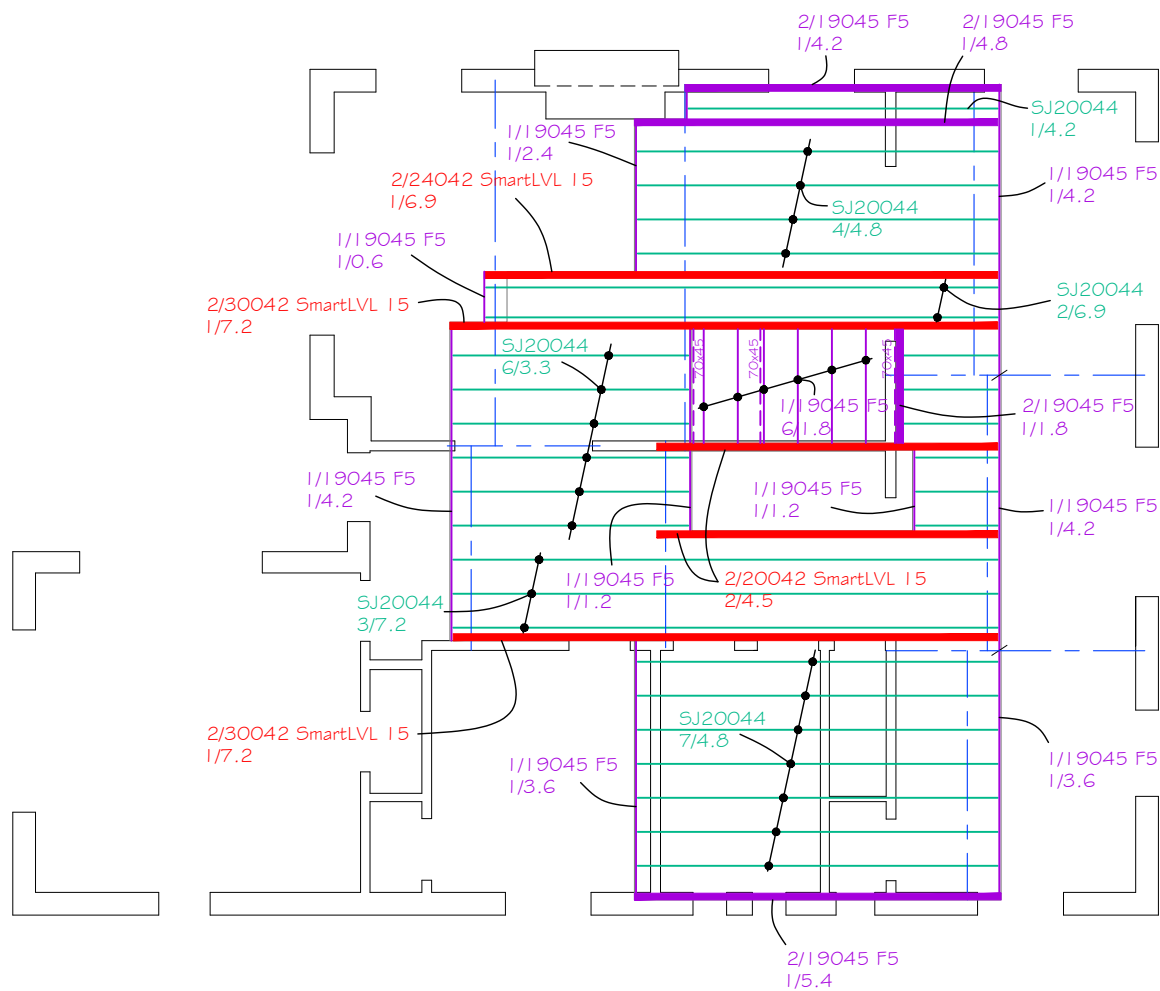 2/19045 F5
1/4.2
2/19045 F5
1/4.8
SJ20044
1/4.2
1/19045 F5
1/2.4
2/24042 SmartLVL 15
1/6.9
1/19045 F5
1/4.2
SJ20044
4/4.8
1/19045 F5
1/0.6
2/30042 SmartLVL 15
1/7.2
SJ20044
2/6.9
SJ20044
6/3.3
70x45
70x45
70x45
1/19045 F5
6/1.8
2/19045 F5
1/1.8
1/19045 F5
1/4.2
1/19045 F5
1/1.2
1/19045 F5
1/4.2
1/19045 F5
1/1.2
2/20042 SmartLVL 15
2/4.5
SJ20044
3/7.2
2/30042 SmartLVL 15
1/7.2
SJ20044
7/4.8
1/19045 F5
1/3.6
1/19045 F5
1/3.6
2/19045 F5
1/5.4